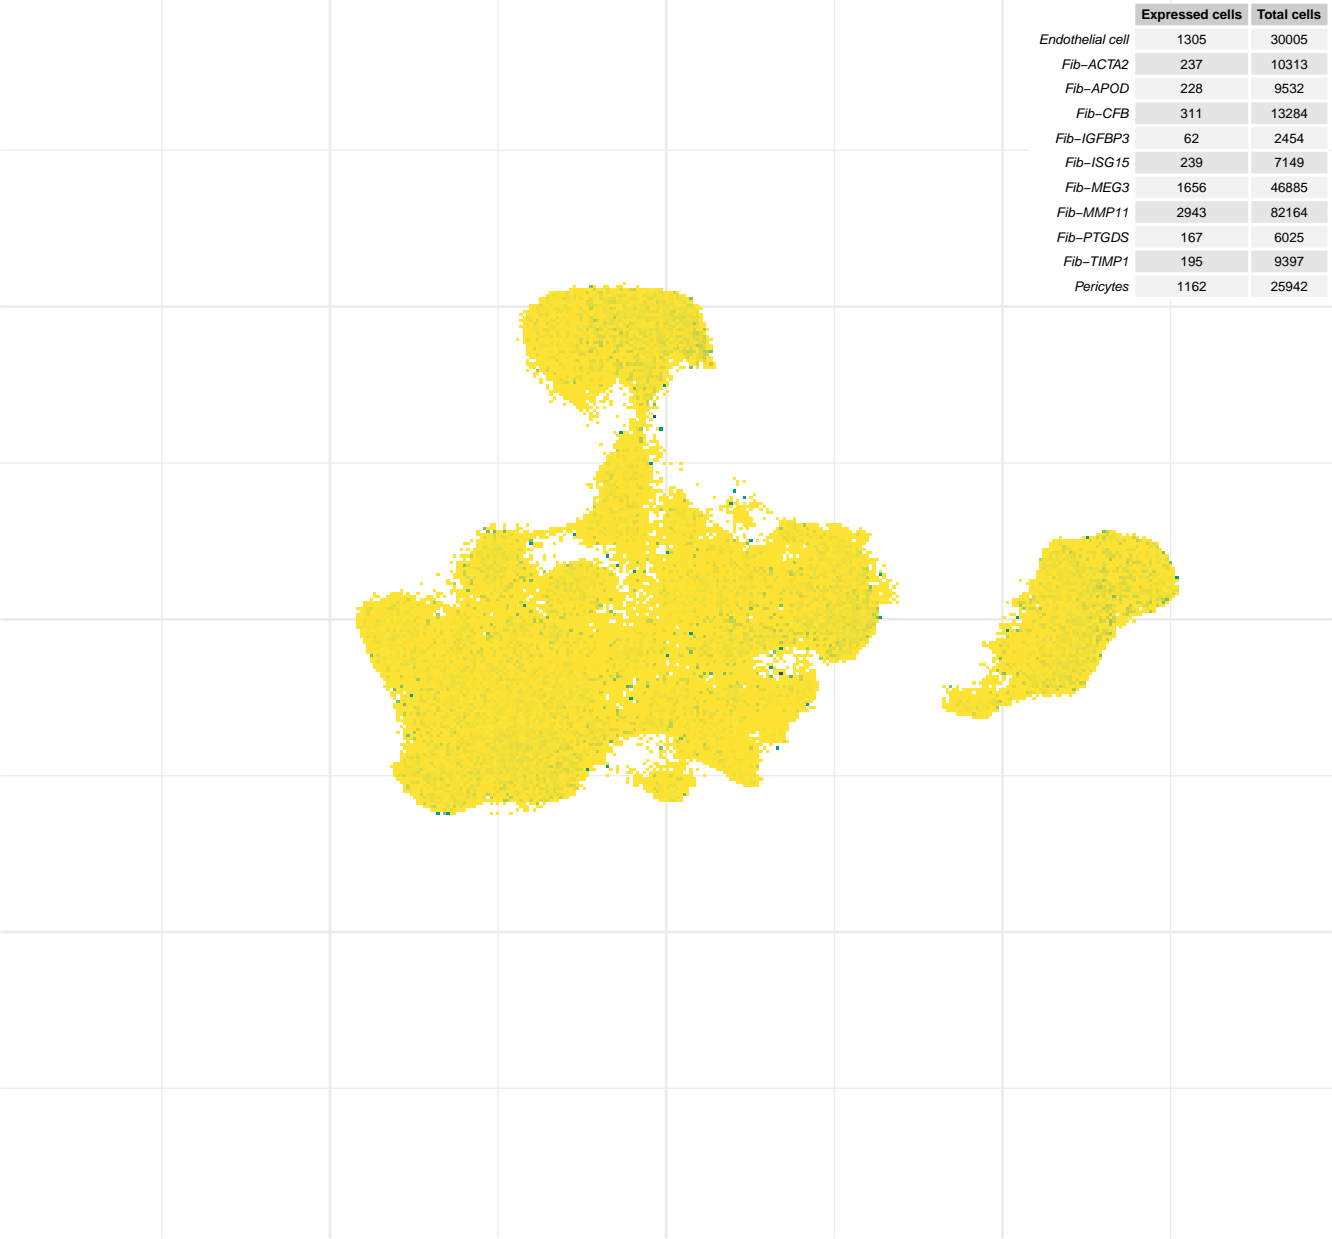 Expressed cells Total cells
Endothelial cell 1305 30005
Fib−ACTA2 237 10313
Fib−APOD 228 9532
Fib−CFB 311 13284
Fib−IGFBP3 62 2454
Fib−ISG15 239 7149
Fib−MEG3 1656 46885
Fib−MMP11 2943 82164
Fib−PTGDS 167 6025
Fib−TIMP1 195 9397
Pericytes 1162 25942